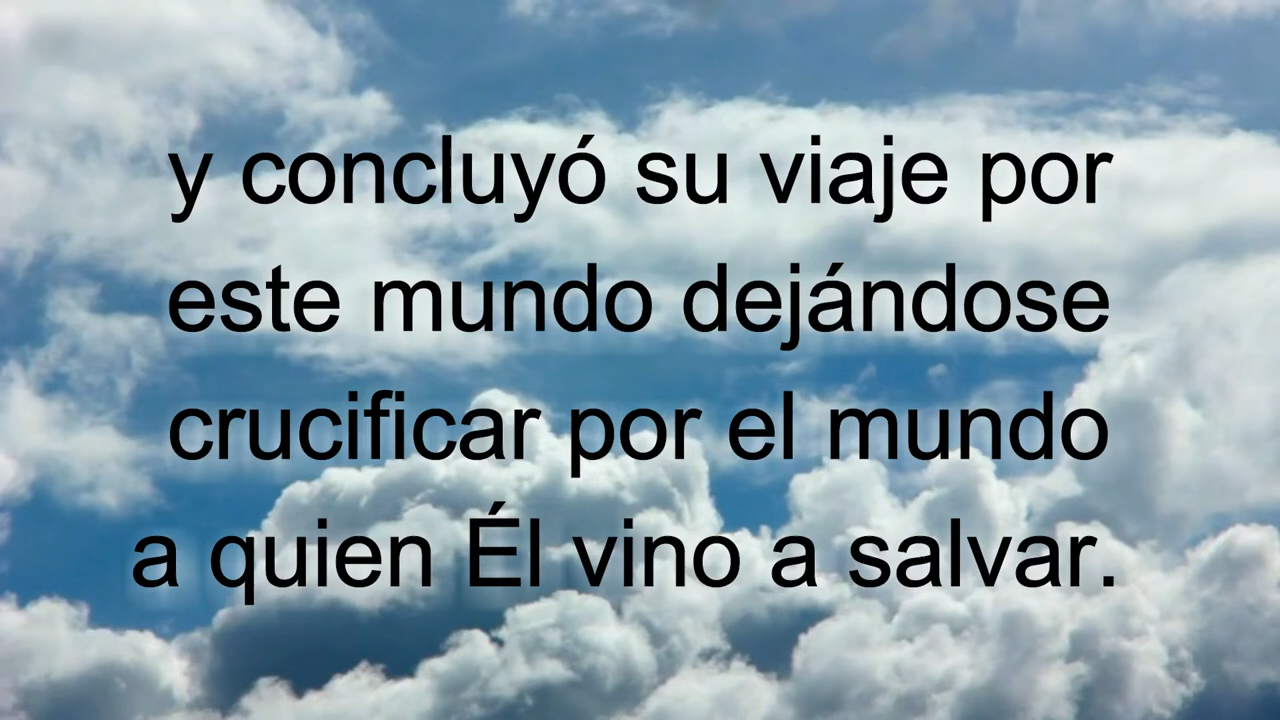 y concluyó su viaje por
este mundo dejándose
crucificar por el mundo
a quien Él vino a salvar.